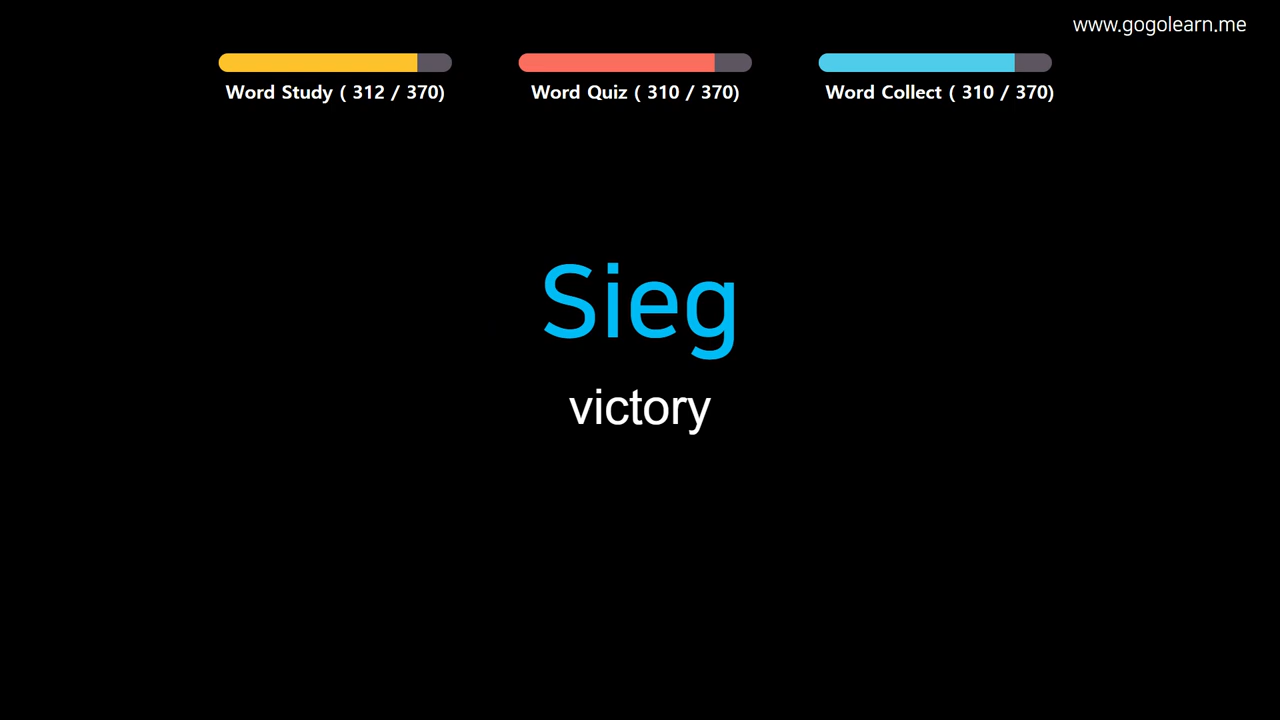 www.gogolearn.me
Word Study ( 312 / 370)
Word Quiz ( 310 / 370)
Word Collect ( 310 / 370)
Sieg
victory